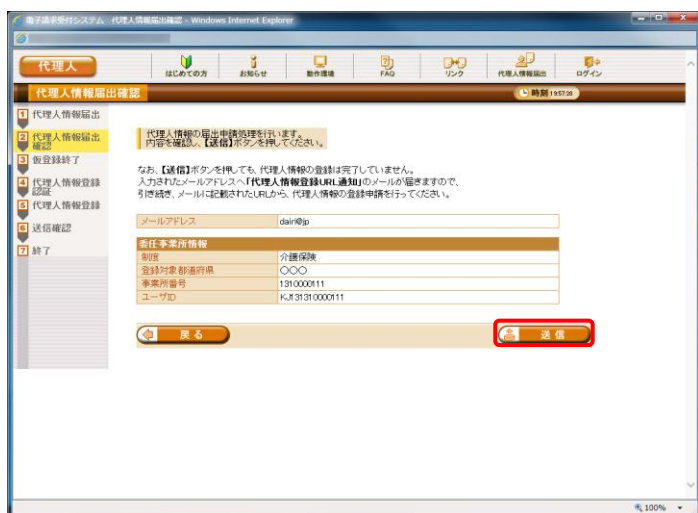 電子請求受付システム 代理人情報届出確認 - Windows Internet Explorer
代理人
はじめての方 お知らせ 動作環境 FAQ リンク 代理人情報届出 ログイン
代理人情報届出確認
時刻 19:57:28
1 代理人情報届出
2 代理人情報届出
確認
3 仮登録終了
4 代理人情報登録
認証
5 代理人情報登録
6 送信確認
7 終了
代理人情報の届出申請処理を行います。
内容を確認し、【送信】ボタンを押してください。
なお、【送信】ボタンを押しても、代理人情報の登録は完了していません。
入力されたメールアドレスへ「代理人情報登録URL通知」のメールが届きますので、
引き続き、メールに記載されたURLから、代理人情報の登録申請を行ってください。
メールアドレス dairi@jp
委任事業所情報
制度 介護保険
登録対象都道府県 〇〇〇
事業所番号 1310000111
ユーザID KJ131310000111
戻る
送信
100%